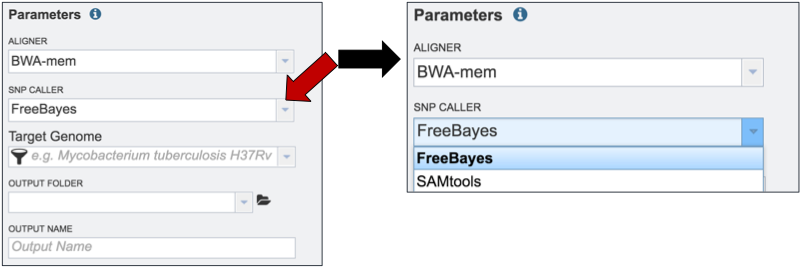 Parameters
ALIGNER
BWA-mem
SNP CALLER
FreeBayes
Target Genome
e.g. Mycobacterium tuberculosis H37Rv
OUTPUT FOLDER
OUTPUT NAME
Output Name
Parameters
ALIGNER
BWA-mem
SNP CALLER
FreeBayes
FreeBayes
SAMtools